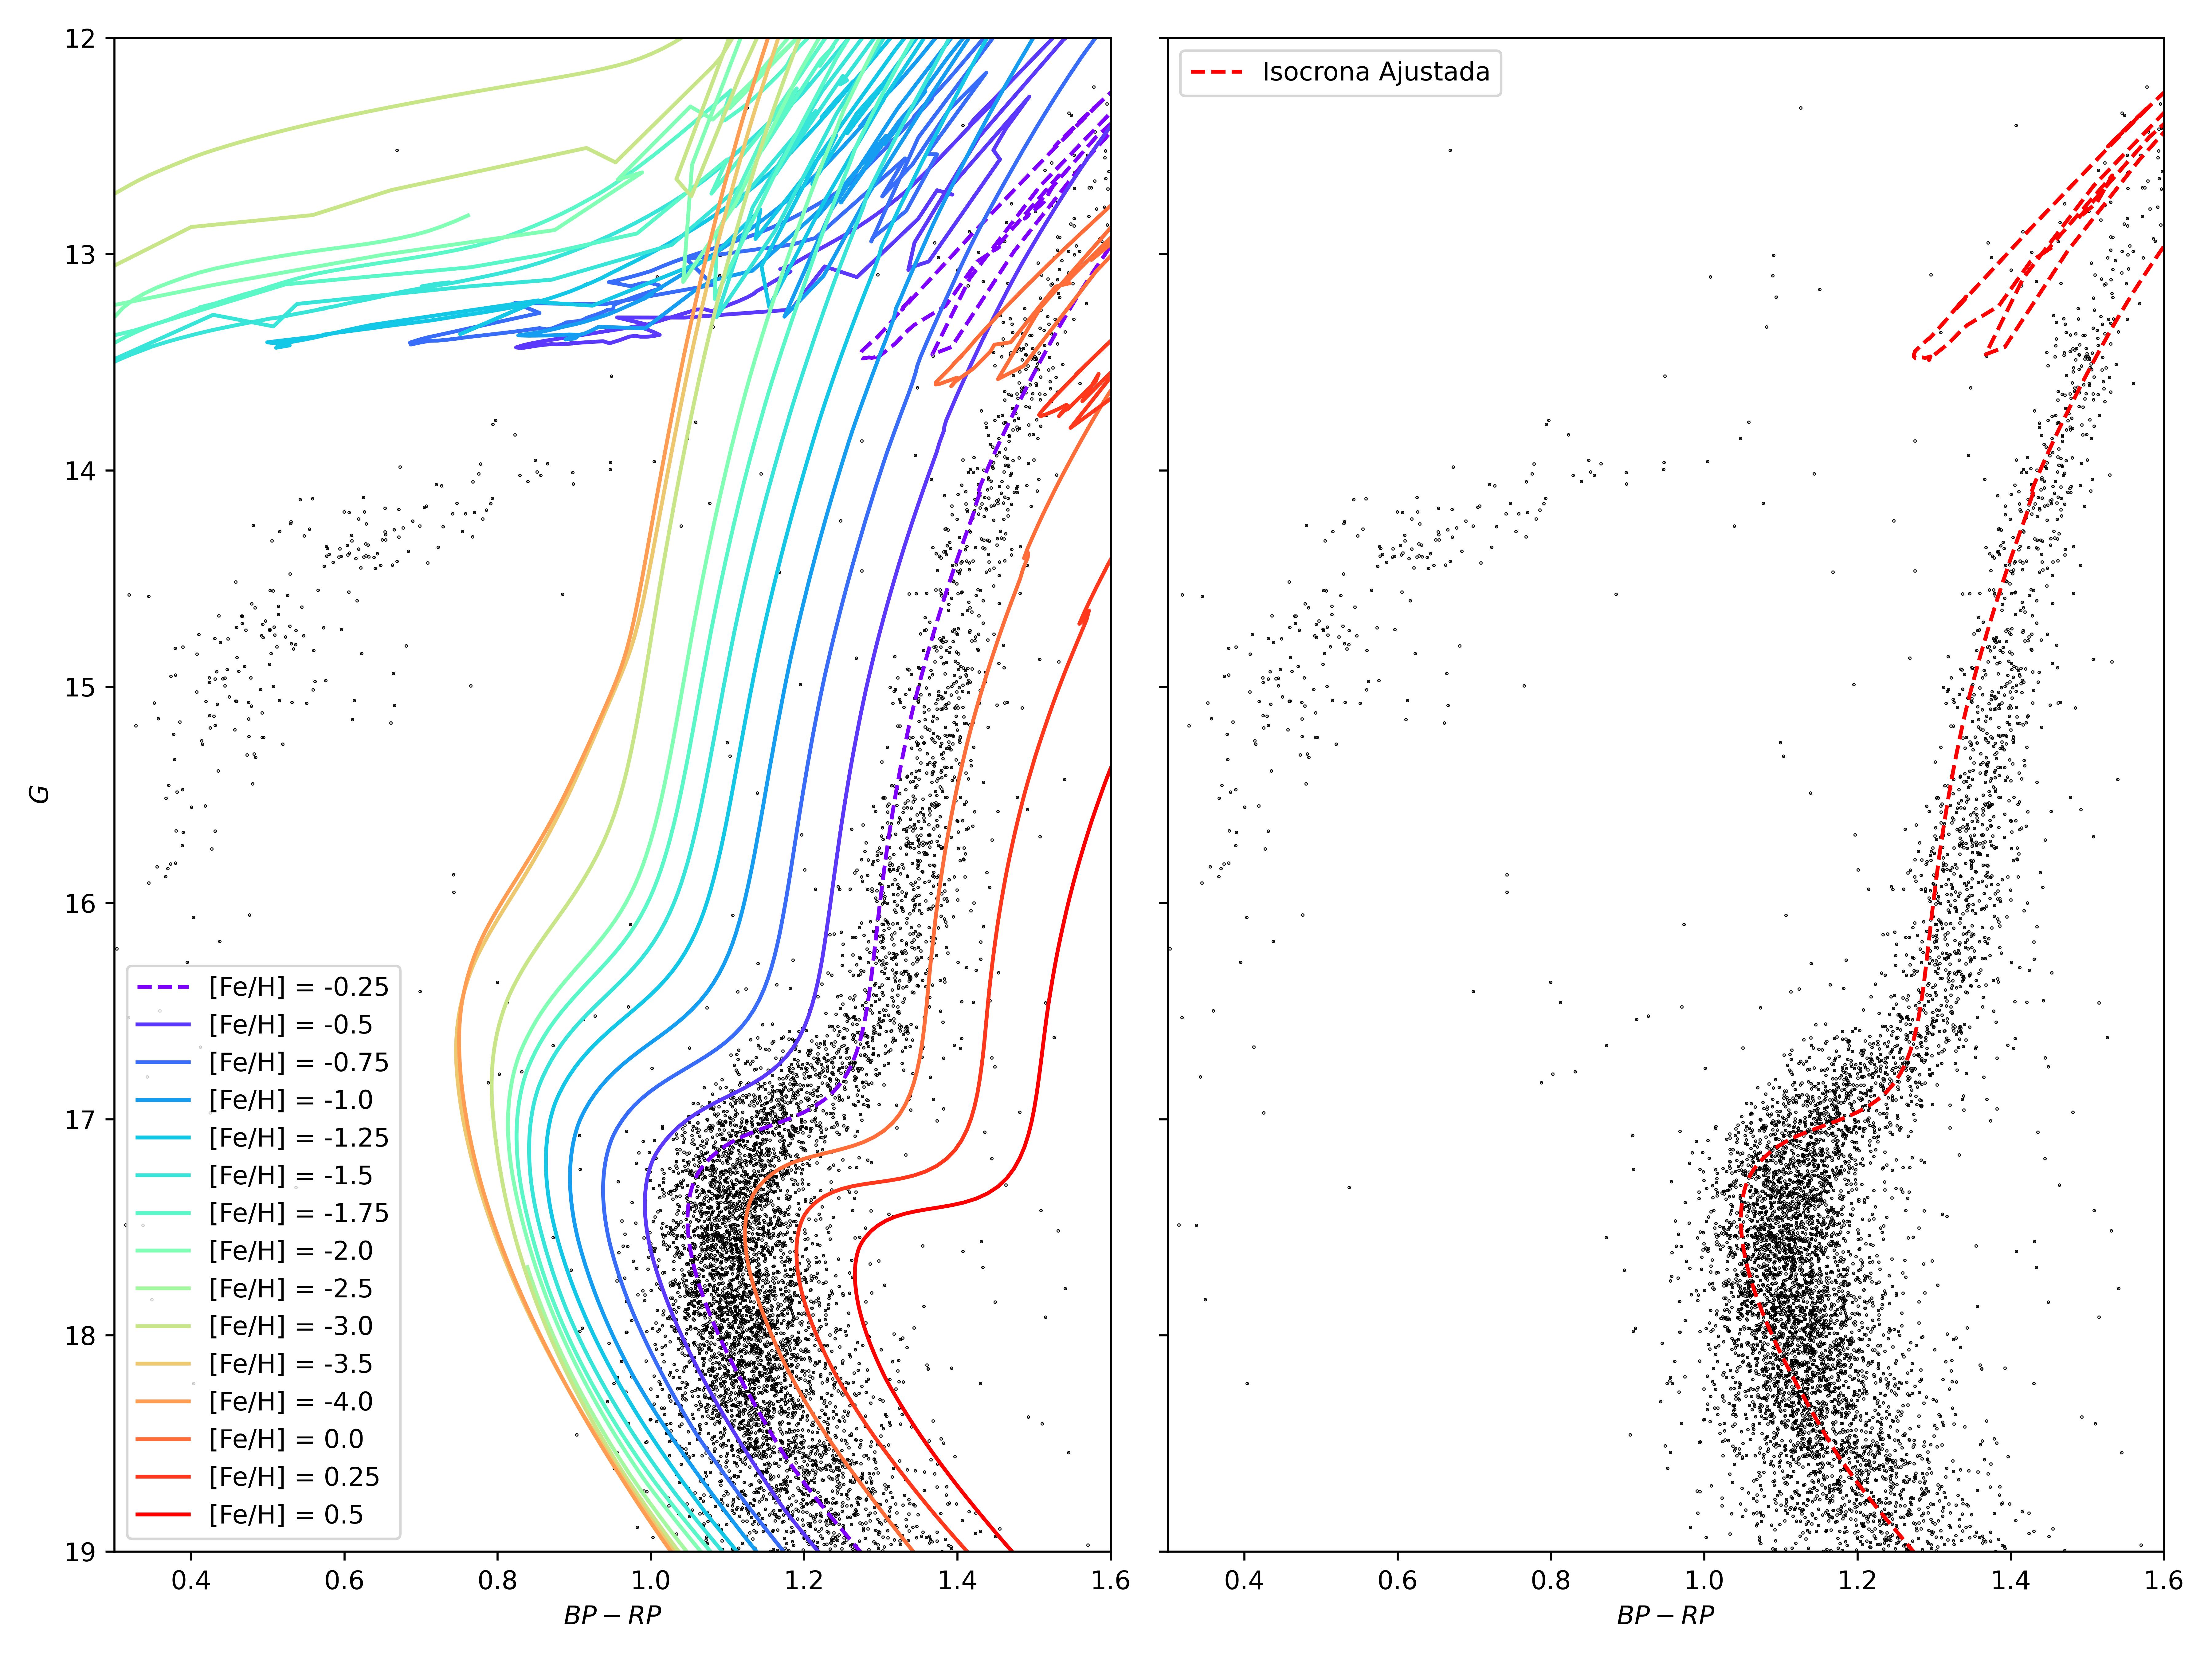 12
13
14
15
16
17
18
19
G
0.4
0.6
0.8
1.0
1.2
1.4
1.6
BP − RP
[Fe/H] = -0.25
[Fe/H] = -0.5
[Fe/H] = -0.75
[Fe/H] = -1.0
[Fe/H] = -1.25
[Fe/H] = -1.5
[Fe/H] = -1.75
[Fe/H] = -2.0
[Fe/H] = -2.5
[Fe/H] = -3.0
[Fe/H] = -3.5
[Fe/H] = -4.0
[Fe/H] = 0.0
[Fe/H] = 0.25
[Fe/H] = 0.5
Isocrona Ajustada
0.4
0.6
0.8
1.0
1.2
1.4
1.6
BP − RP